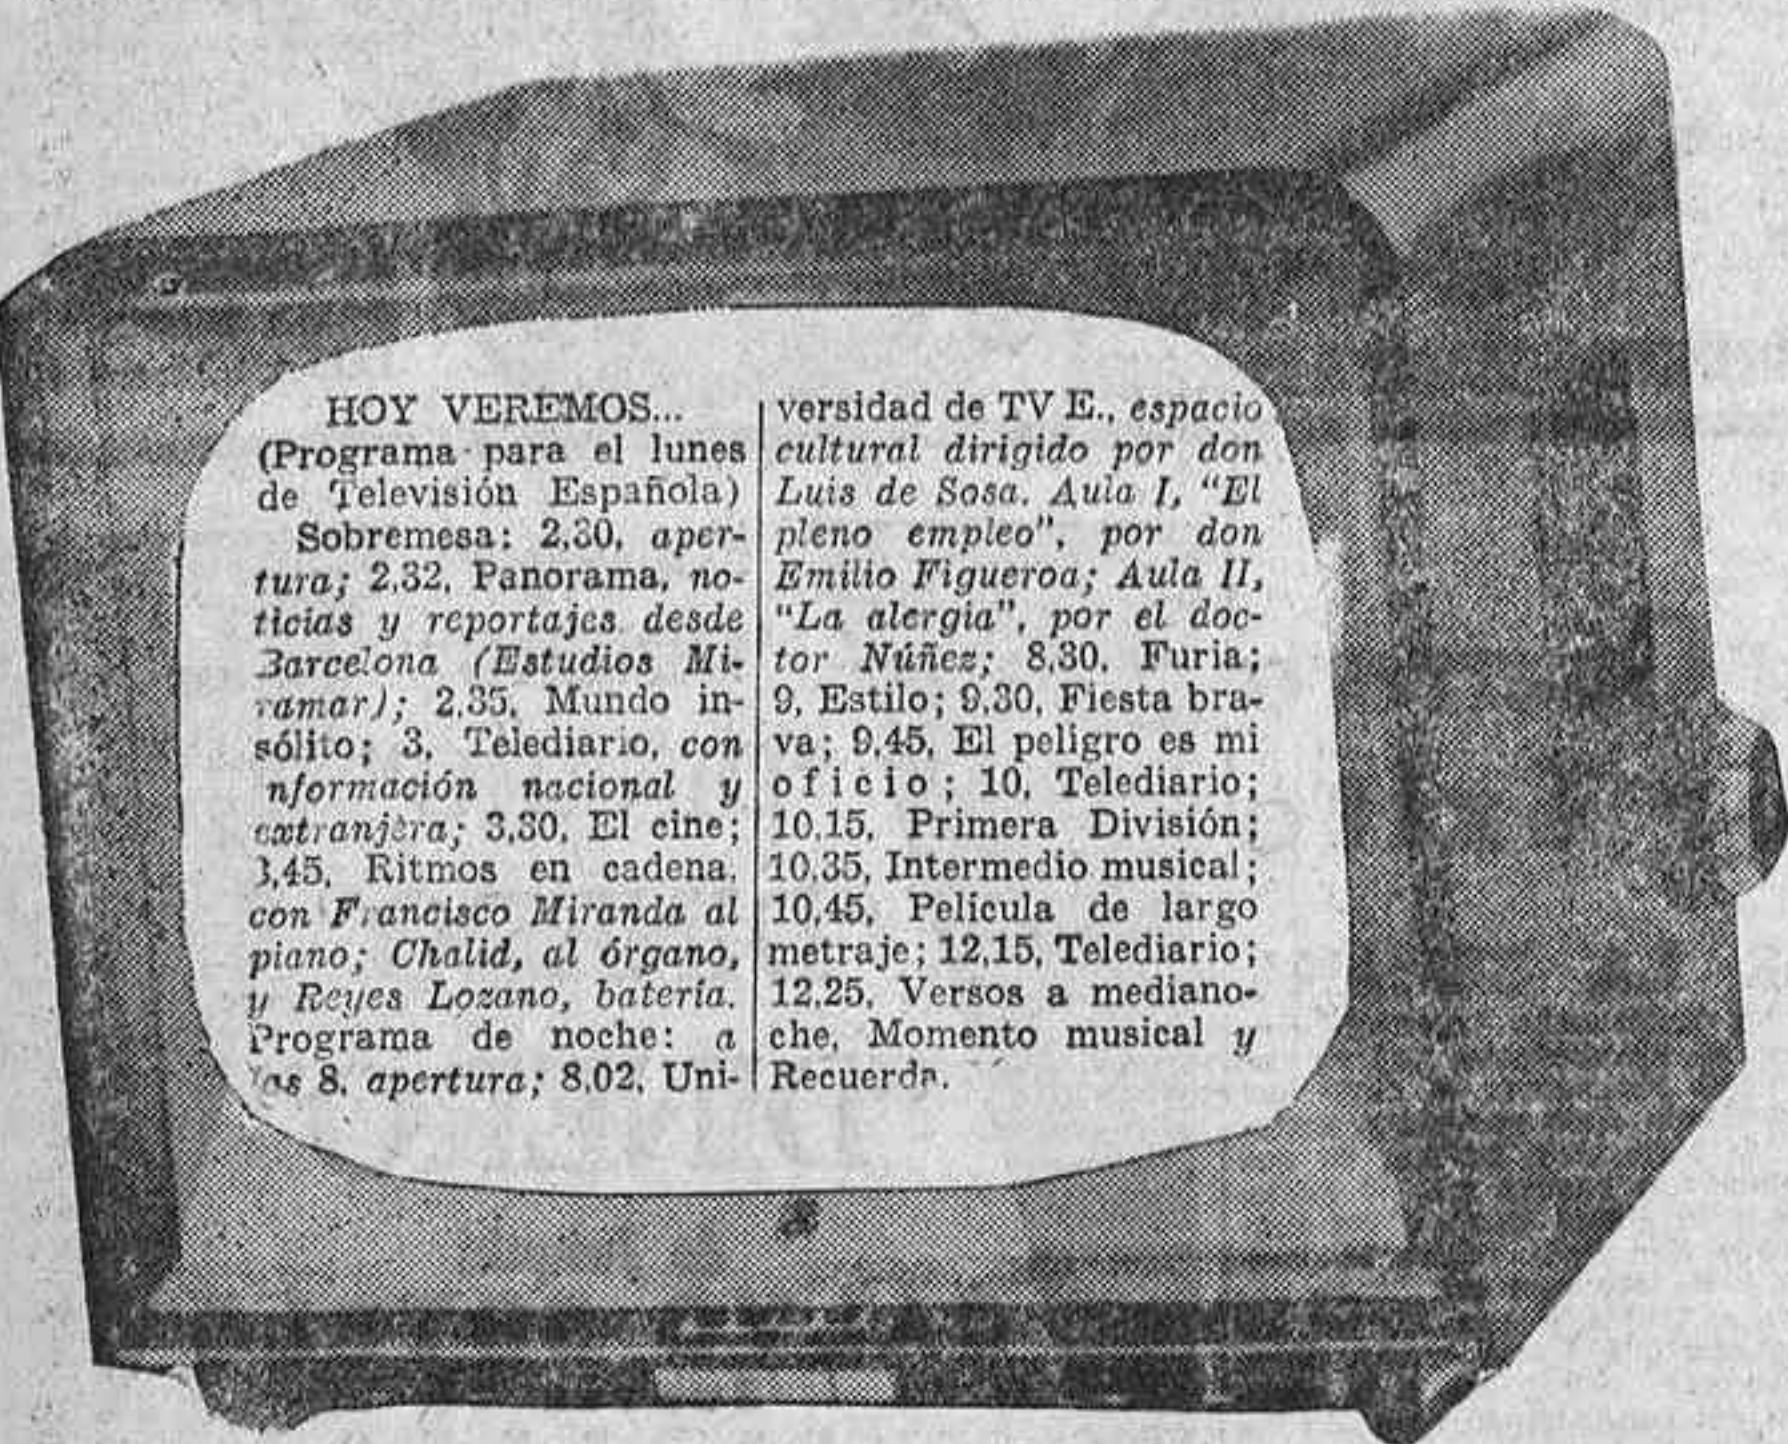 HOY VEREMOS...
(Programa para el lunes
de Televisión Española)
Sobremesa: 2,30, aper-
tura; 2,32, Panorama, no-
ticias y reportajes desde
Barcelona (Estudios Mi-
ramar); 2,35, Mundo in-
sólito; 3, Telediario, con
nformación nacional y
extranjera; 3,30, El cine;
3,45, Ritmos en cadena,
con Francisco Miranda al
piano; Chalid, al órgano,
y Reyes Lozano, batería.
Programa de noche: a
las 8, apertura; 8,02, Uni-
versidad de TV E., espacio
cultural dirigido por don
Luis de Sosa. Aula I, "El
pleno empleo", por don
Emilio Figueroa; Aula II,
"La alergia", por el doc-
tor Núñez; 8,30, Furia;
9, Estilo; 9,30, Fiesta bra-
va; 9,45, El peligro es mi
oficio; 10, Telediario;
10,15, Primera División;
10,35, Intermedio musical;
10,45, Película de largo
metraje; 12,15, Telediario;
12,25, Versos a mediano-
che, Momento musical y
Recuerda.